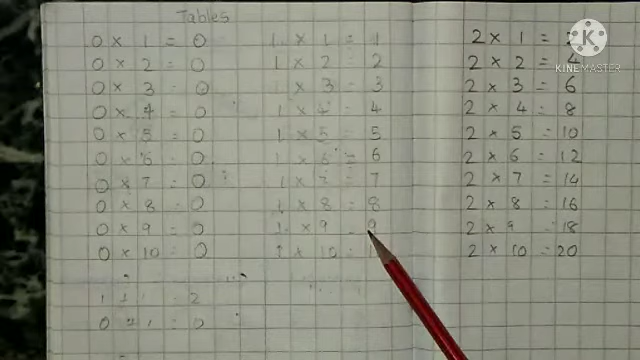 Tables
0 × 1 = 0
0 × 2 = 0
0 × 3 = 0
0 × 4 = 0
0 × 5 = 0
0 × 6 = 0
0 × 7 = 0
0 × 8 = 0
0 × 9 = 0
0 × 10 = 0
1 × 1 = 1
1 × 2 = 2
1 × 3 = 3
1 × 4 = 4
1 × 5 = 5
1 × 6 = 6
1 × 7 = 7
1 × 8 = 8
1 × 9 = 9
1 × 10 =
2 × 1 =
2 × 2 = 4
2 × 3 = 6
2 × 4 = 8
2 × 5 = 10
2 × 6 = 12
2 × 7 = 14
2 × 8 = 16
2 × 9 = 18
2 × 10 = 20
KINEMASTER